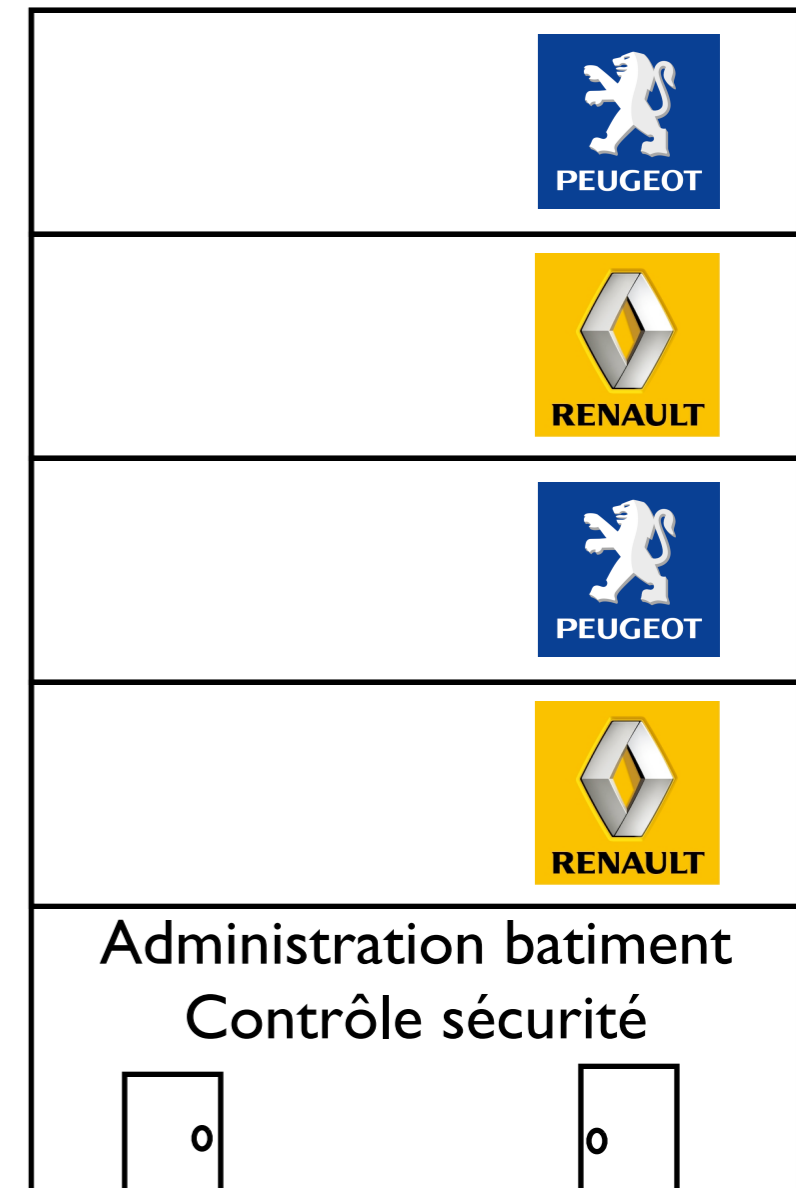 PEUGEOT
RENAULT
PEUGEOT
RENAULT
Administration batiment
Contrôle sécurité